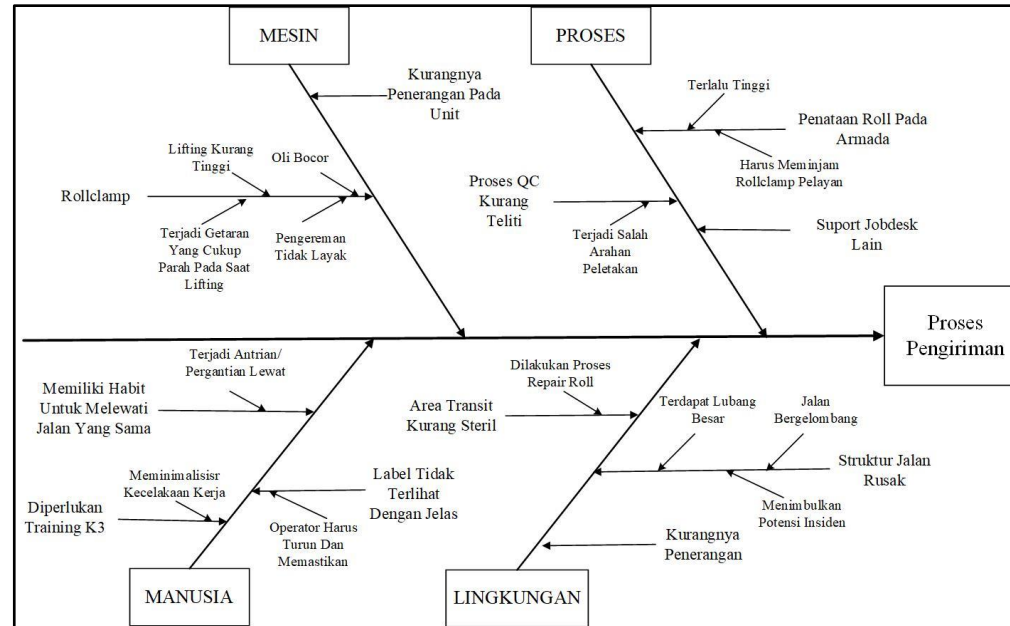 MESIN
PROSES
Kurangnya
Penerangan Pada
Unit
Terlalu Tinggi
Penataan Roll Pada
Armada
Harus Meminjam
Rollclamp Pelayan
Lifting Kurang
Tinggi
Oli Bocor
Rollclamp
Terjadi Getaran
Yang Cukup
Parah Pada Saat
Lifting
Pengereman
Tidak Layak
Proses QC
Kurang
Teliti
Terjadi Salah
Arahan
Peletakan
Suport Jobdesk
Lain
Proses
Pengiriman
Terjadi Antrian/
Pergantian Lewat
Memiliki Habit
Untuk Melewati
Jalan Yang Sama
Meminimalisisr
Kecelakaan Kerja
Diperlukan
Training K3
Label Tidak
Terlihat
Dengan Jelas
Operator Harus
Turun Dan
Memastikan
Dilakukan Proses
Repair Roll
Area Transit
Kurang Steril
Terdapat Lubang
Besar
Jalan
Bergelombang
Struktur Jalan
Rusak
Menimbulkan
Potensi Insiden
Kurangnya
Penerangan
MANUSIA
LINGKUNGAN